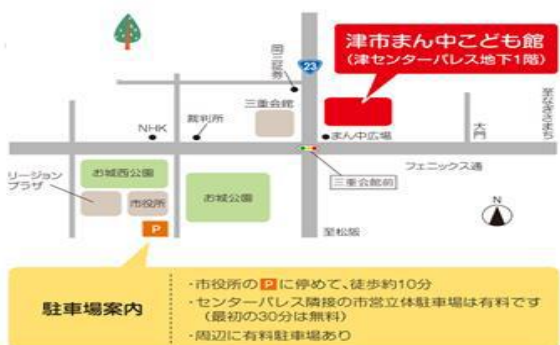 津市まん中こども館
(津センターパレス地下1階)
23
岡三証券
三重会館
裁判所
NHK
まん中広場
大門
至なぎさまち
フェニックス通
三重会館前
リージョン
プラザ
お城西公園
市役所
お城公園
P
至松阪
N
駐車場案内
・市役所の P に停めて、徒歩約10分
・センターパレス隣接の市営立体駐車場は有料です
(最初の30分は無料)
・周辺に有料駐車場あり